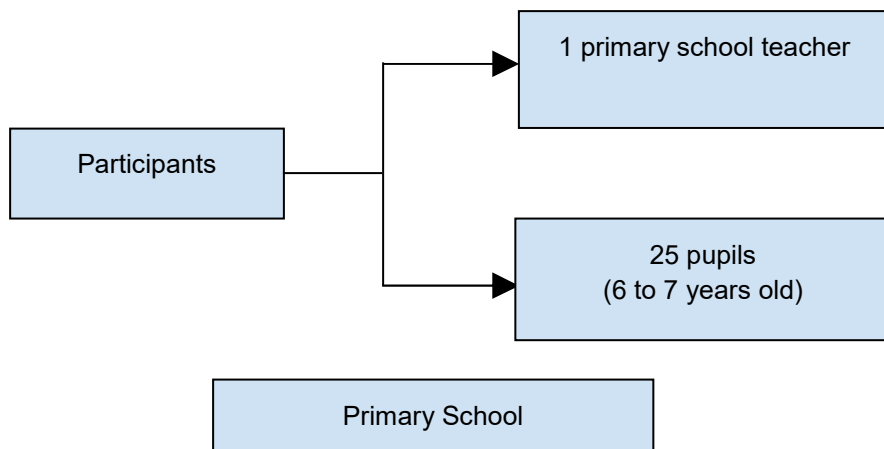 1 primary school teacher
Participants
25 pupils
(6 to 7 years old)
Primary School